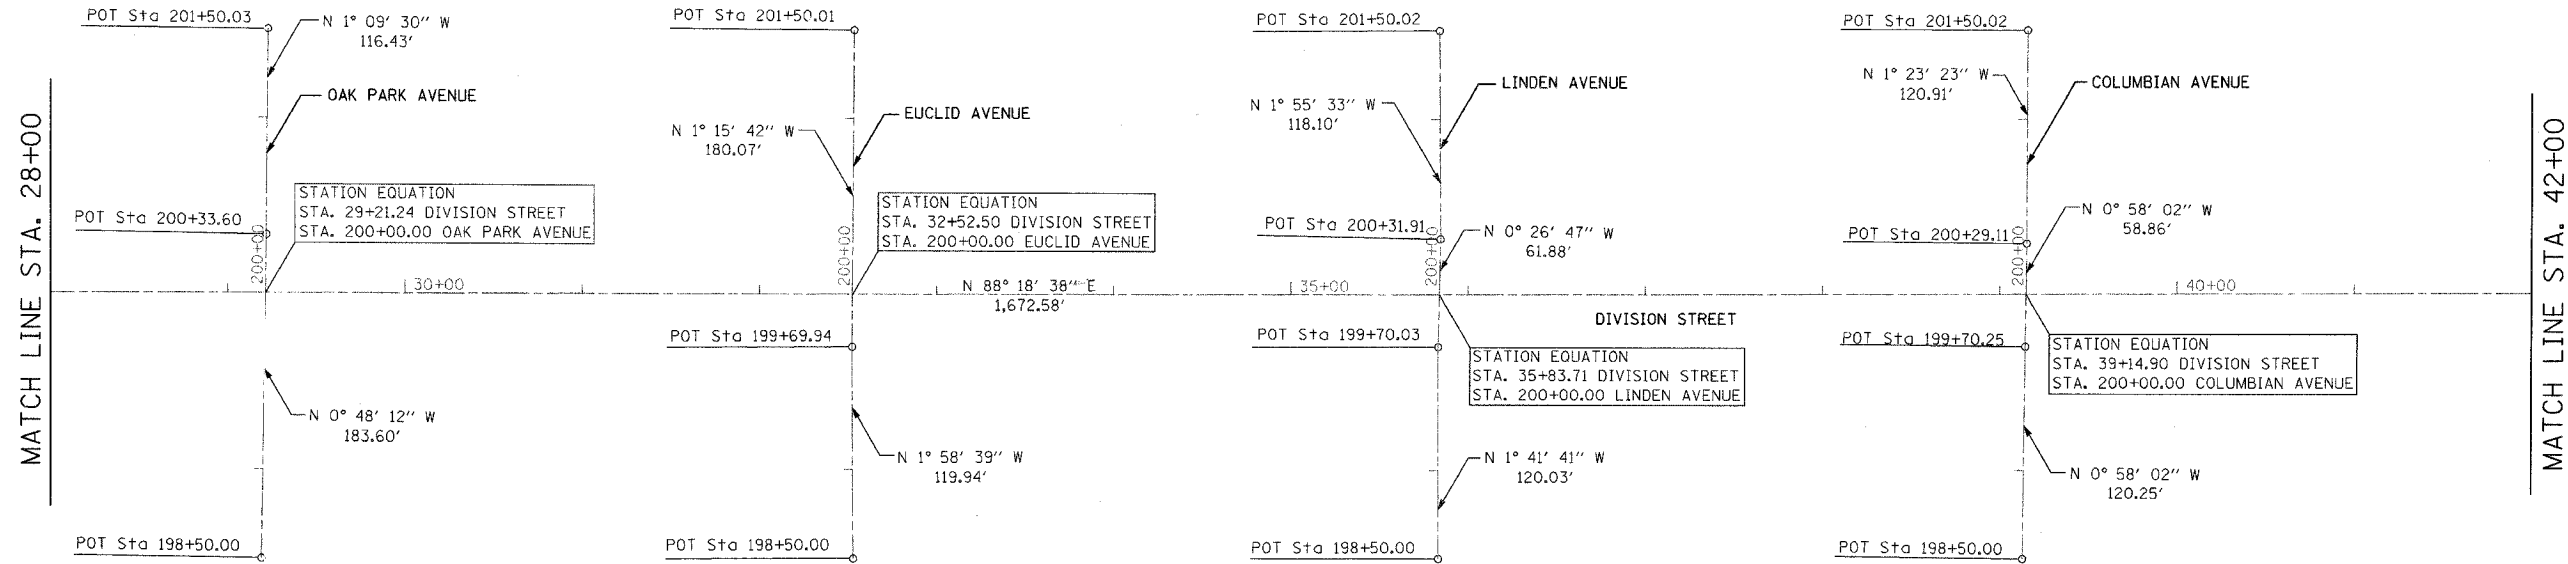 MATCH LINE STA. 28+00
POT Sta 201+50.03
N 1° 09' 30" W
116.43'
OAK PARK AVENUE
STATION EQUATION
STA. 29+21.24 DIVISION STREET
STA. 200+00.00 OAK PARK AVENUE
POT Sta 200+33.60
200+00
30+00
N 0° 48' 12" W
183.60'
POT Sta 198+50.00
POT Sta 201+50.01
EUCLID AVENUE
N 1° 15' 42" W
180.07'
STATION EQUATION
STA. 32+52.50 DIVISION STREET
STA. 200+00.00 EUCLID AVENUE
200+00
N 88° 18' 38" E
1,672.58'
POT Sta 199+69.94
N 1° 58' 39" W
119.94'
POT Sta 198+50.00
POT Sta 201+50.02
LINDEN AVENUE
N 1° 55' 33" W
118.10'
POT Sta 200+31.91
200+00
N 0° 26' 47" W
61.88'
35+00
DIVISION STREET
POT Sta 199+70.03
STATION EQUATION
STA. 35+83.71 DIVISION STREET
STA. 200+00.00 LINDEN AVENUE
N 1° 41' 41" W
120.03'
POT Sta 198+50.00
POT Sta 201+50.02
N 1° 23' 23" W
120.91'
COLUMBIAN AVENUE
N 0° 58' 02" W
58.86'
POT Sta 200+29.11
200+00
40+00
POT Sta 199+70.25
STATION EQUATION
STA. 39+14.90 DIVISION STREET
STA. 200+00.00 COLUMBIAN AVENUE
N 0° 58' 02" W
120.25'
POT Sta 198+50.00
MATCH LINE STA. 42+00